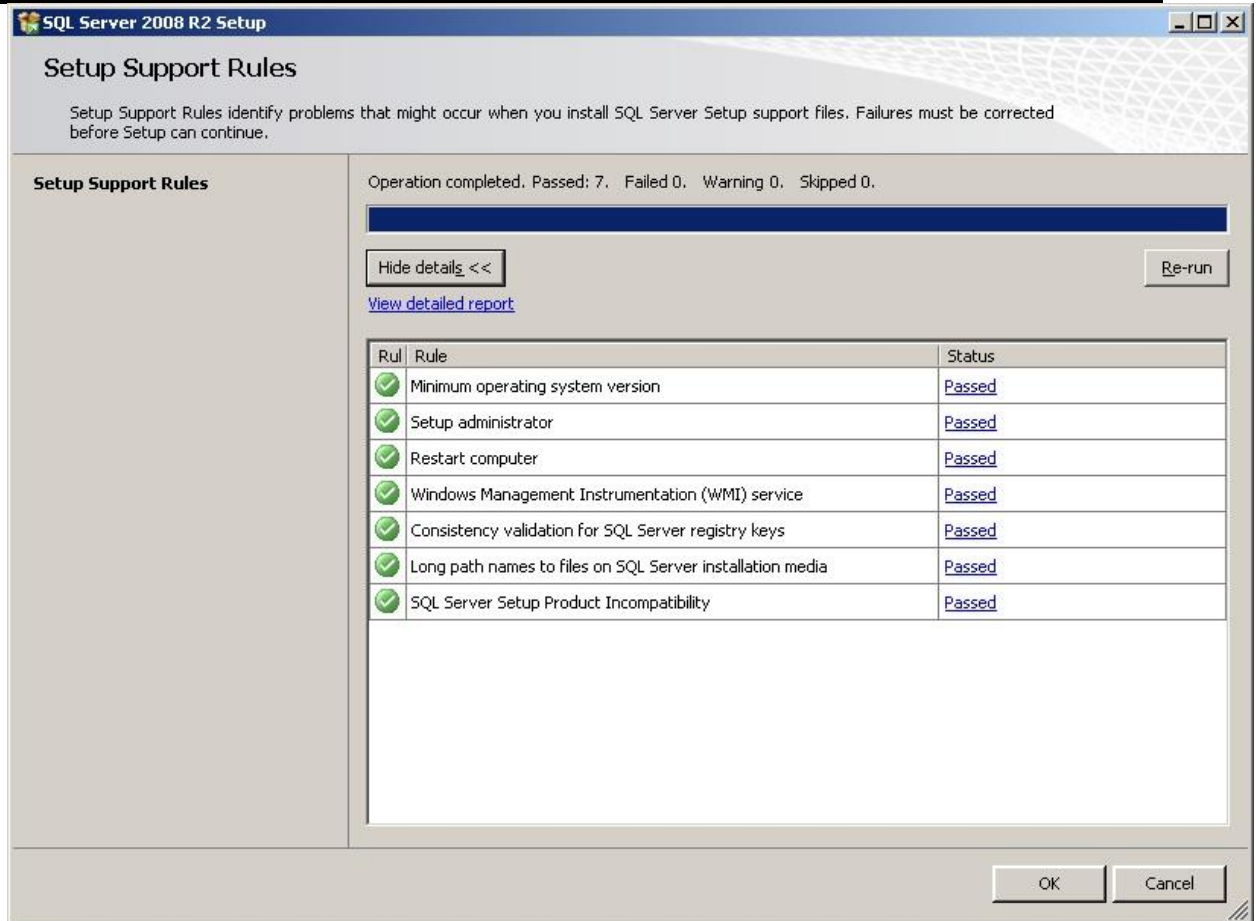 SQL Server 2008 R2 Setup
Setup Support Rules
Setup Support Rules identify problems that might occur when you install SQL Server Setup support files. Failures must be corrected
before Setup can continue.
Setup Support Rules
Operation completed. Passed: 7. Failed 0. Warning 0. Skipped 0.
Hide details <<
Re-run
View detailed report
Rul Rule Status
Minimum operating system version Passed
Setup administrator Passed
Restart computer Passed
Windows Management Instrumentation (WMI) service Passed
Consistency validation for SQL Server registry keys Passed
Long path names to files on SQL Server installation media Passed
SQL Server Setup Product Incompatibility Passed
OK Cancel